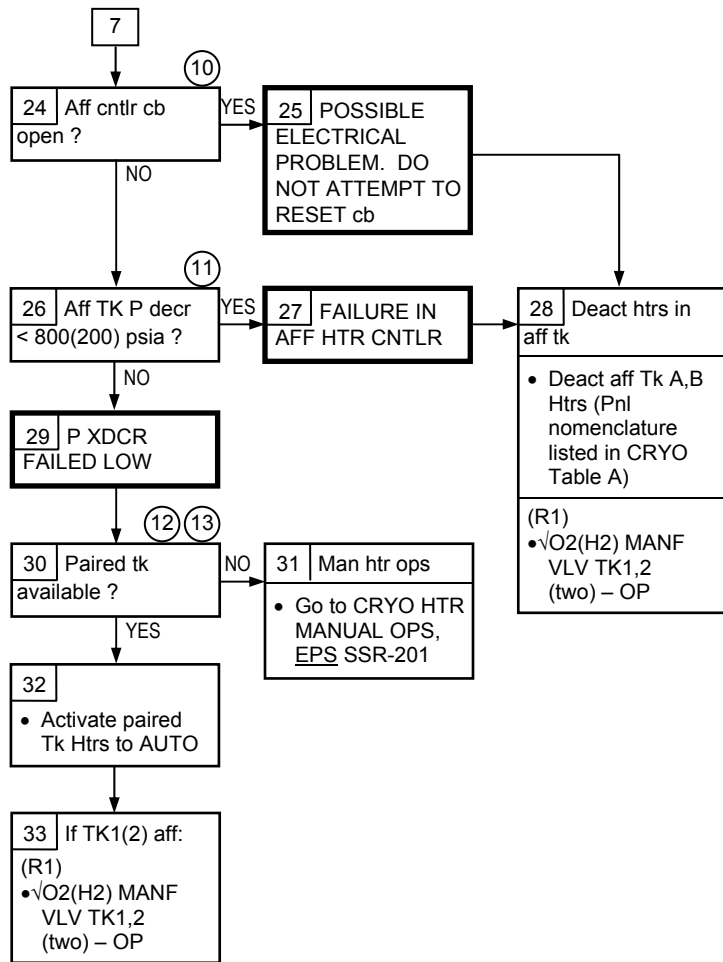 7
10
24 Aff cntlr cb
open ?
YES
NO
25 POSSIBLE
ELECTRICAL
PROBLEM. DO
NOT ATTEMPT TO
RESET cb
11
26 Aff TK P decr
< 800(200) psia ?
YES
NO
27 FAILURE IN
AFF HTR CNTLR
28 Deact htrs in
aff tk
• Deact aff Tk A,B
Htrs (Pnl
nomenclature
listed in CRYO
Table A)
(R1)
•√O2(H2) MANF
VLV TK1,2
(two) – OP
29 P XDCR
FAILED LOW
12 13
30 Paired tk
available ?
NO
YES
31 Man htr ops
• Go to CRYO HTR
MANUAL OPS,
EPS SSR-201
32
• Activate paired
Tk Htrs to AUTO
33 If TK1(2) aff:
(R1)
•√O2(H2) MANF
VLV TK1,2
(two) – OP